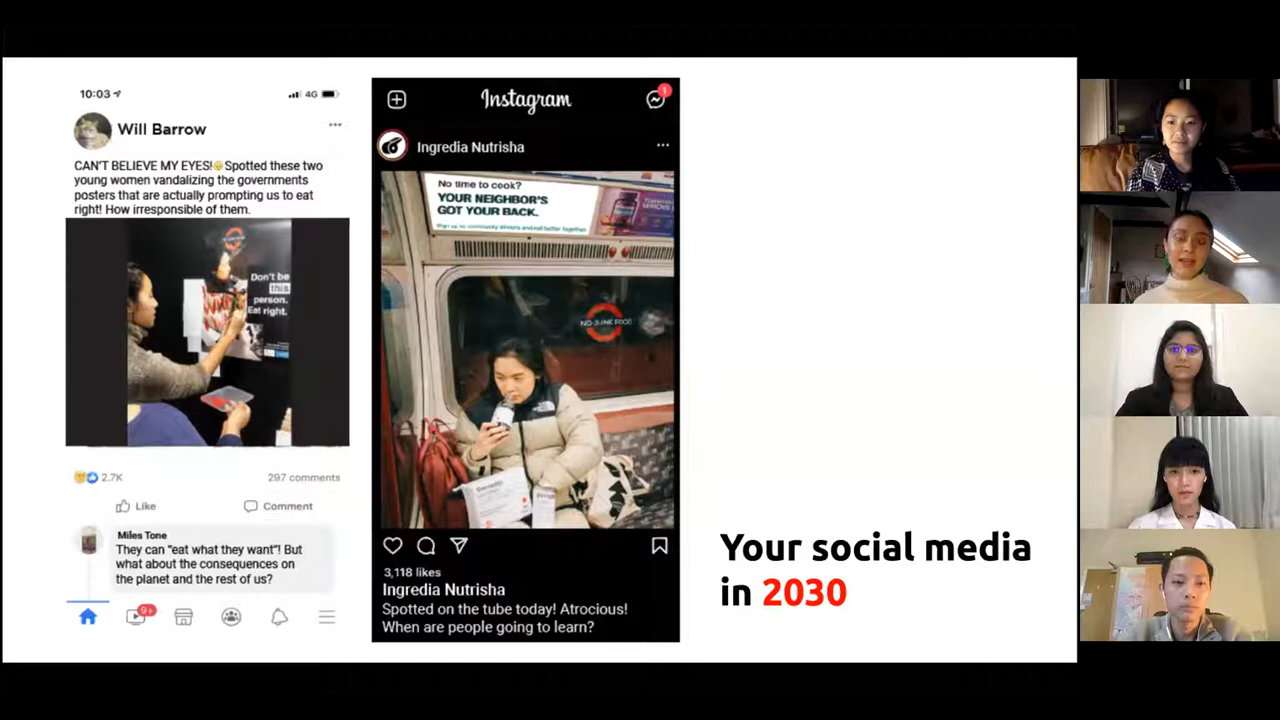 10:03
4G
Will Barrow
CAN'T BELIEVE MY EYES! Spotted these two
young women vandalizing the governments
posters that are actually prompting us to eat
right! How irresponsible of them.
Don't be
this
person.
Eat right.
2.7K
297 comments
Like
Comment
Miles Tone
They can "eat what they want"! But
what about the consequences on
the planet and the rest of us?
9+
Instagram
1
Ingredia Nutrisha
No time to cook?
YOUR NEIGHBOR'S
GOT YOUR BACK.
NO JUNK FOOD
3,118 likes
Ingredia Nutrisha
Spotted on the tube today! Atrocious!
When are people going to learn?
Your social media
in 2030